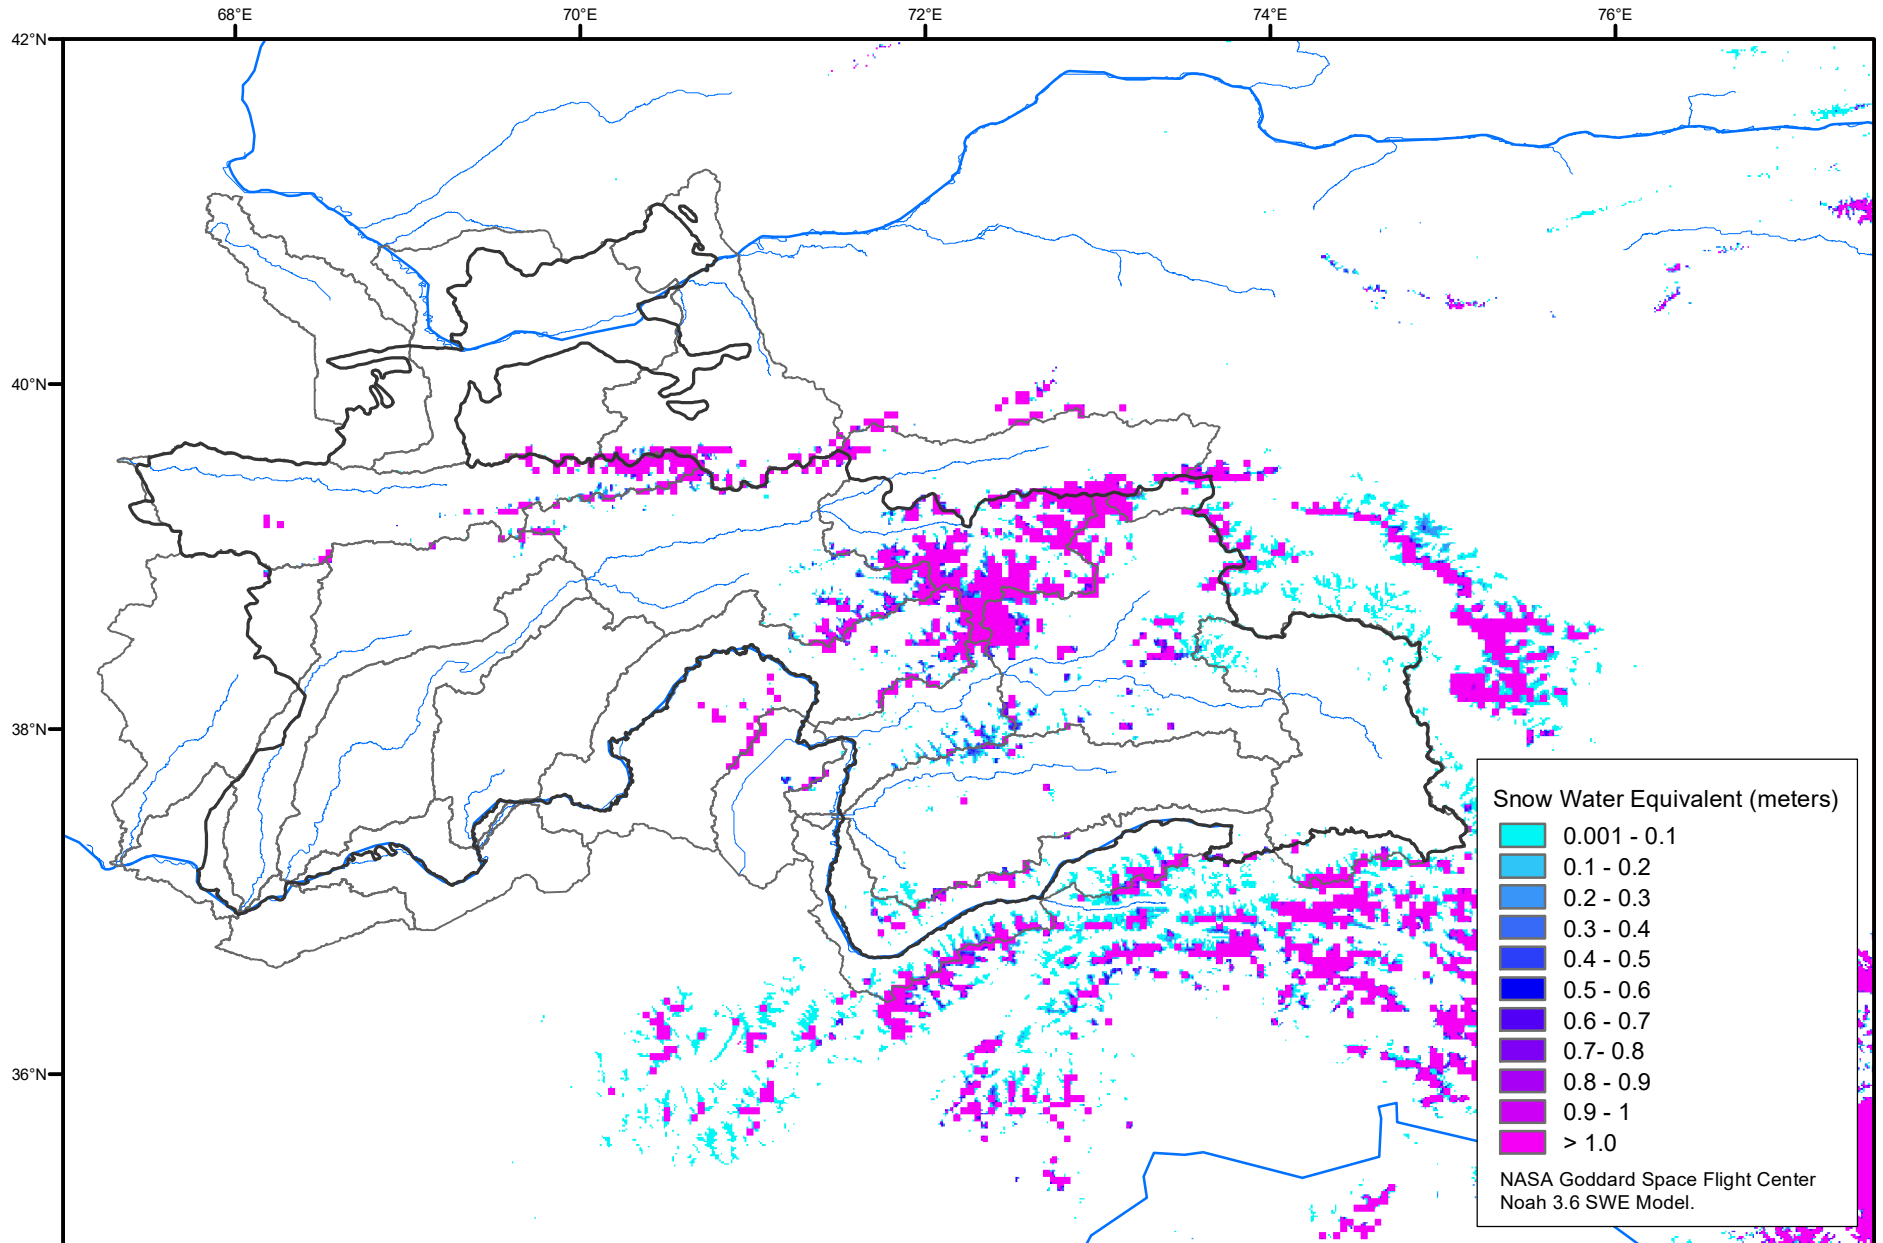 68°E
70°E
72°E
74°E
76°E
42°N
40°N
38°N
36°N
Snow Water Equivalent (meters)
0.001 - 0.1
0.1 - 0.2
0.2 - 0.3
0.3 - 0.4
0.4 - 0.5
0.5 - 0.6
0.6 - 0.7
0.7- 0.8
0.8 - 0.9
0.9 - 1
> 1.0
NASA Goddard Space Flight Center
Noah 3.6 SWE Model.